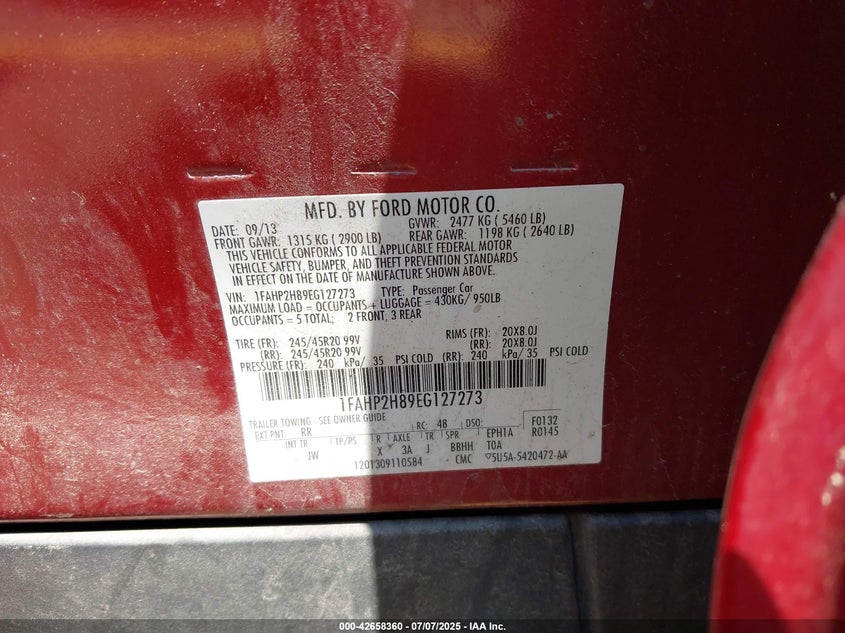 MFD. BY FORD MOTOR CO.
DATE: 09/13 GVWR: 2477 KG ( 5460 LB)
FRONT GAWR: 1315 KG ( 2900 LB) REAR GAWR: 1198 KG ( 2640 LB)
THIS VEHICLE CONFORMS TO ALL APPLICABLE FEDERAL MOTOR
VEHICLE SAFETY, BUMPER, AND THEFT PREVENTION STANDARDS
IN EFFECT ON THE DATE OF MANUFACTURE SHOWN ABOVE.
VIN: 1FAHP2H89EG127273 TYPE: Passenger Car
MAXIMUM LOAD = OCCUPANTS + LUGGAGE = 430KG/ 950LB
OCCUPANTS = 5 TOTAL; 2 FRONT, 3 REAR
TIRE (FR): 245/45R20 99V RIMS (FR): 20X8.0J
(RR): 245/45R20 99V (RR): 20X8.0J
PRESSURE (FR): 240 kPa/ 35 PSI COLD (RR): 240 kPa/ 35 PSI COLD
1FAHP2H89EG127273
TRAILER TOWING - SEE OWNER GUIDE
EXT PNT: RR RC: 48 DSO: F0132
INT TR 1P/PS R AXLE TR SPR EPH1A R0145
JW X 3A J BBHH TOA
1201309110584 CMC ▽5U5A-5420472-AA
000-42658360 - 07/07/2025 - IAA Inc.